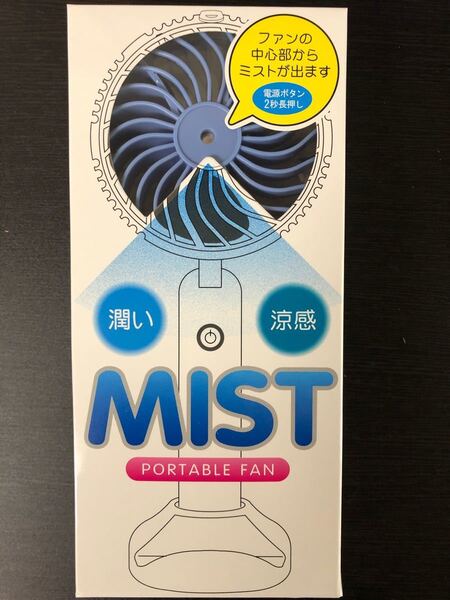 ファンの
中心部から
ミストが出ます
電源ボタン
2秒長押し
潤い
涼感
MIST
PORTABLE FAN